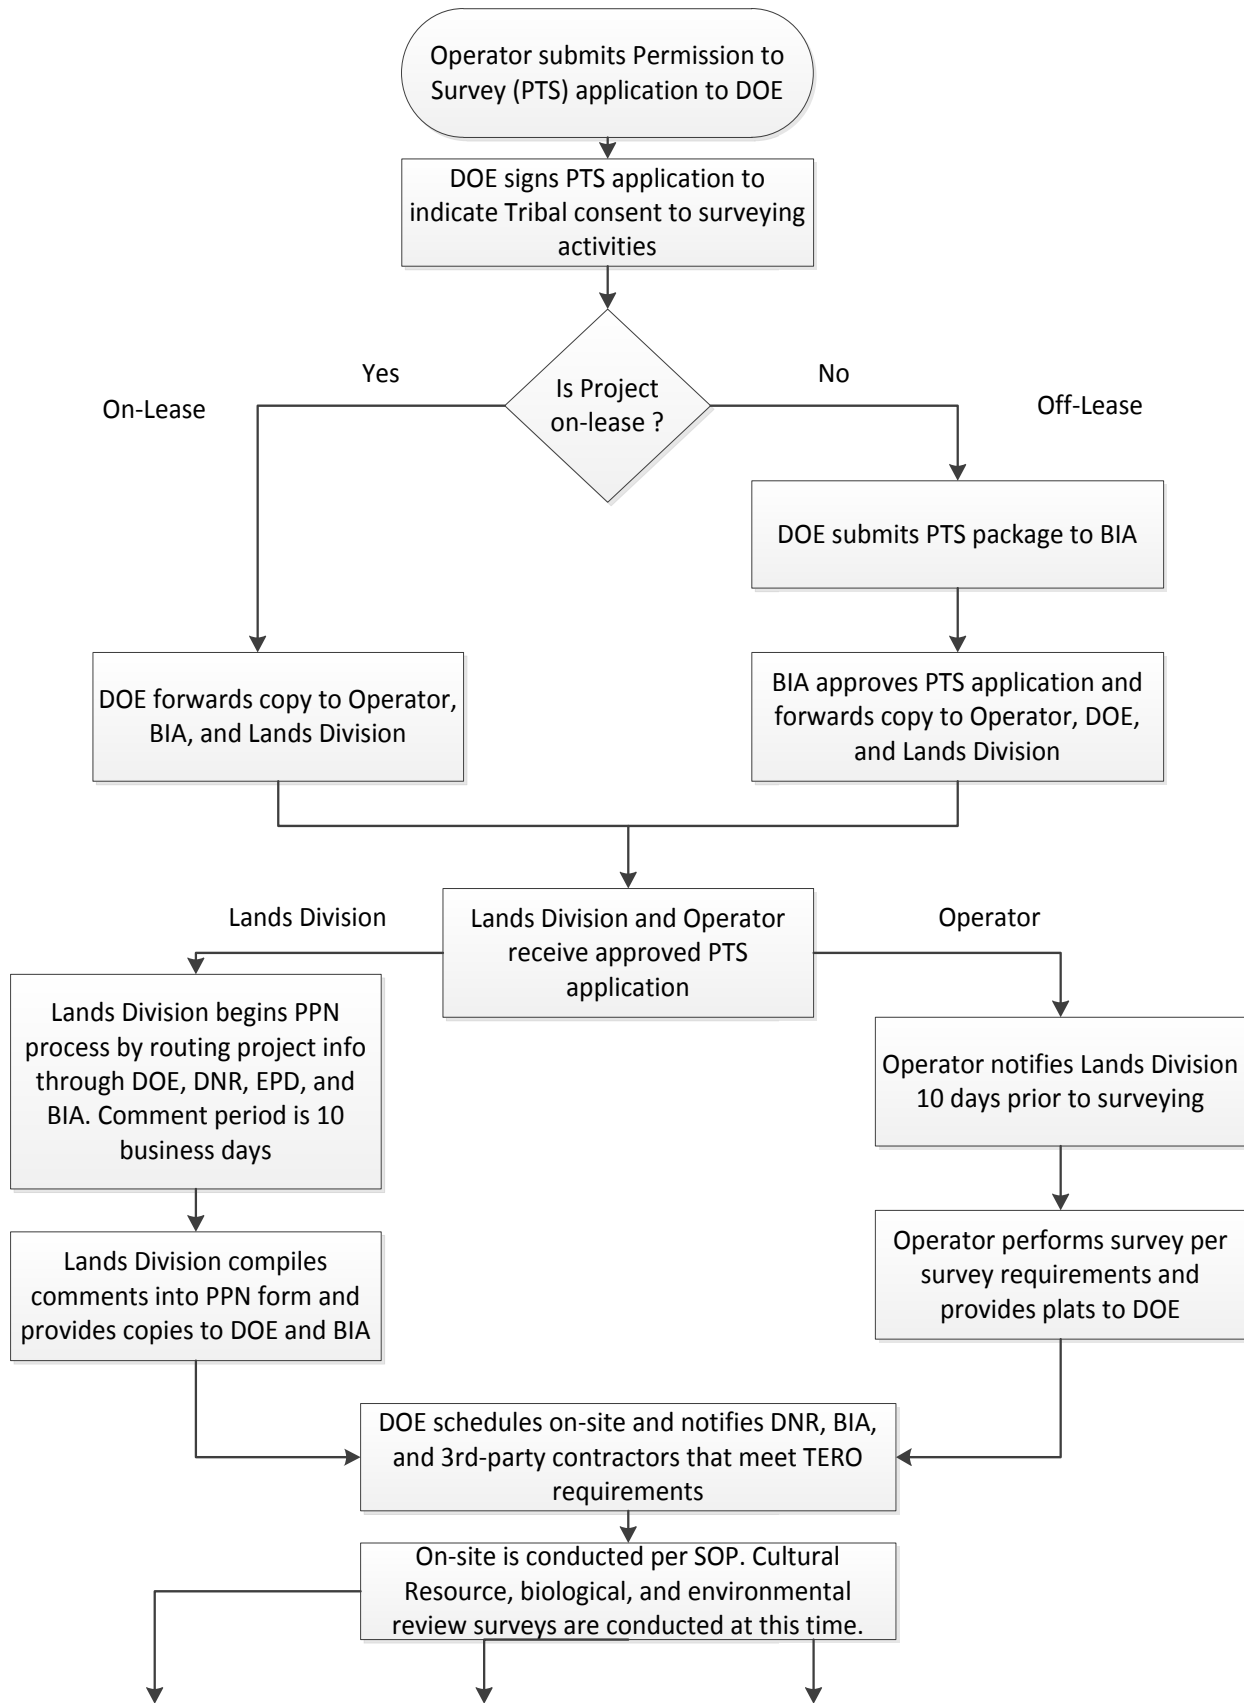 Operator submits Permission to
Survey (PTS) application to DOE
DOE signs PTS application to
indicate Tribal consent to surveying
activities
Yes
No
Is Project
on-lease ?
On-Lease
Off-Lease
DOE submits PTS package to BIA
DOE forwards copy to Operator,
BIA, and Lands Division
BIA approves PTS application and
forwards copy to Operator, DOE,
and Lands Division
Lands Division
Lands Division and Operator
receive approved PTS
application
Operator
Lands Division begins PPN
process by routing project info
through DOE, DNR, EPD, and
BIA. Comment period is 10
business days
Operator notifies Lands Division
10 days prior to surveying
Lands Division compiles
comments into PPN form and
provides copies to DOE and BIA
Operator performs survey per
survey requirements and
provides plats to DOE
DOE schedules on-site and notifies DNR, BIA,
and 3rd-party contractors that meet TERO
requirements
On-site is conducted per SOP. Cultural
Resource, biological, and environmental
review surveys are conducted at this time.